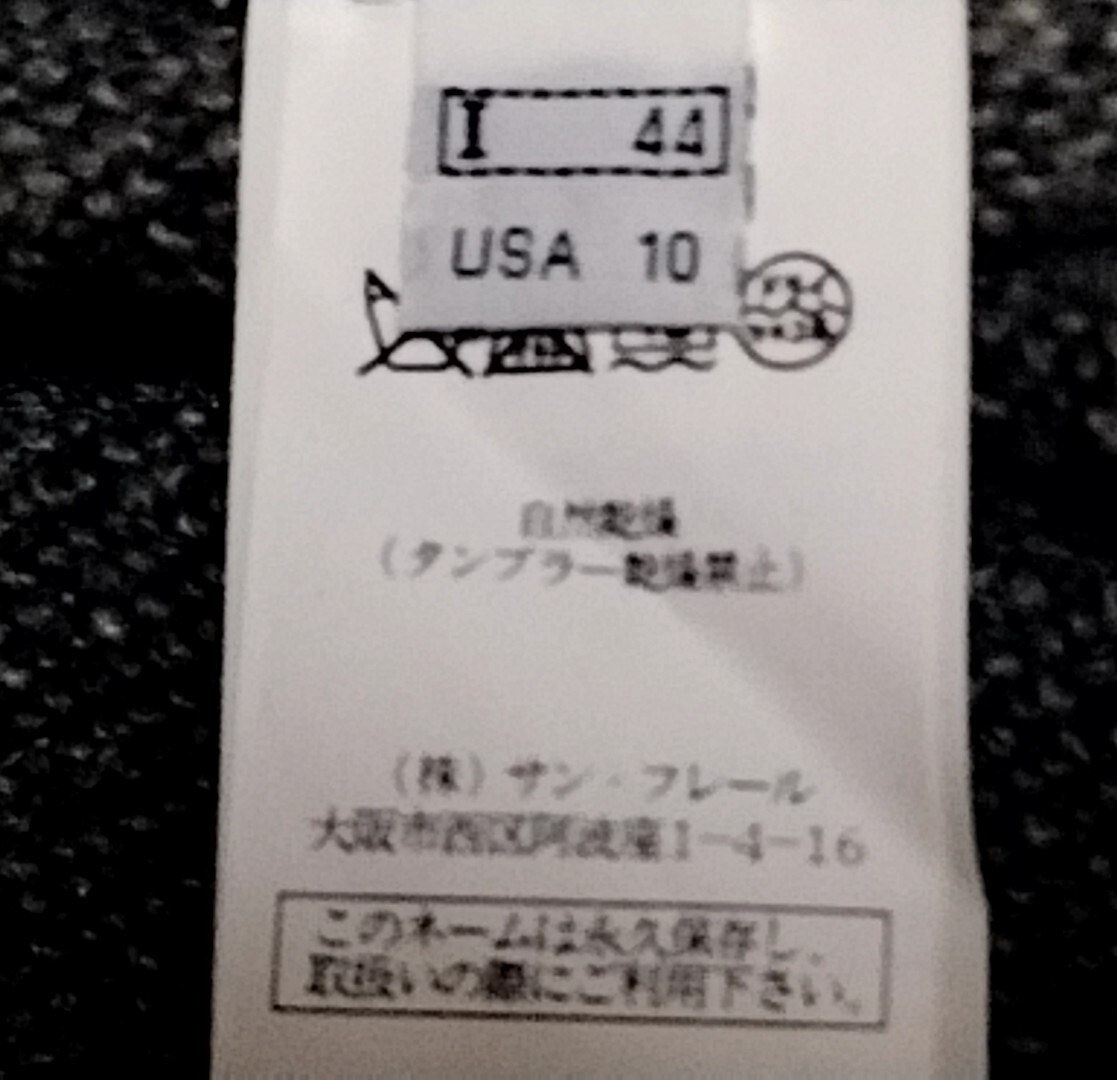 I 44
USA 10
A
自然乾燥
(タンブラー乾燥禁止)
(株)サン・フレール
大阪市西区阿波座1-4-16
このネームは永久保存し、
取扱いの際にご利用下さい。